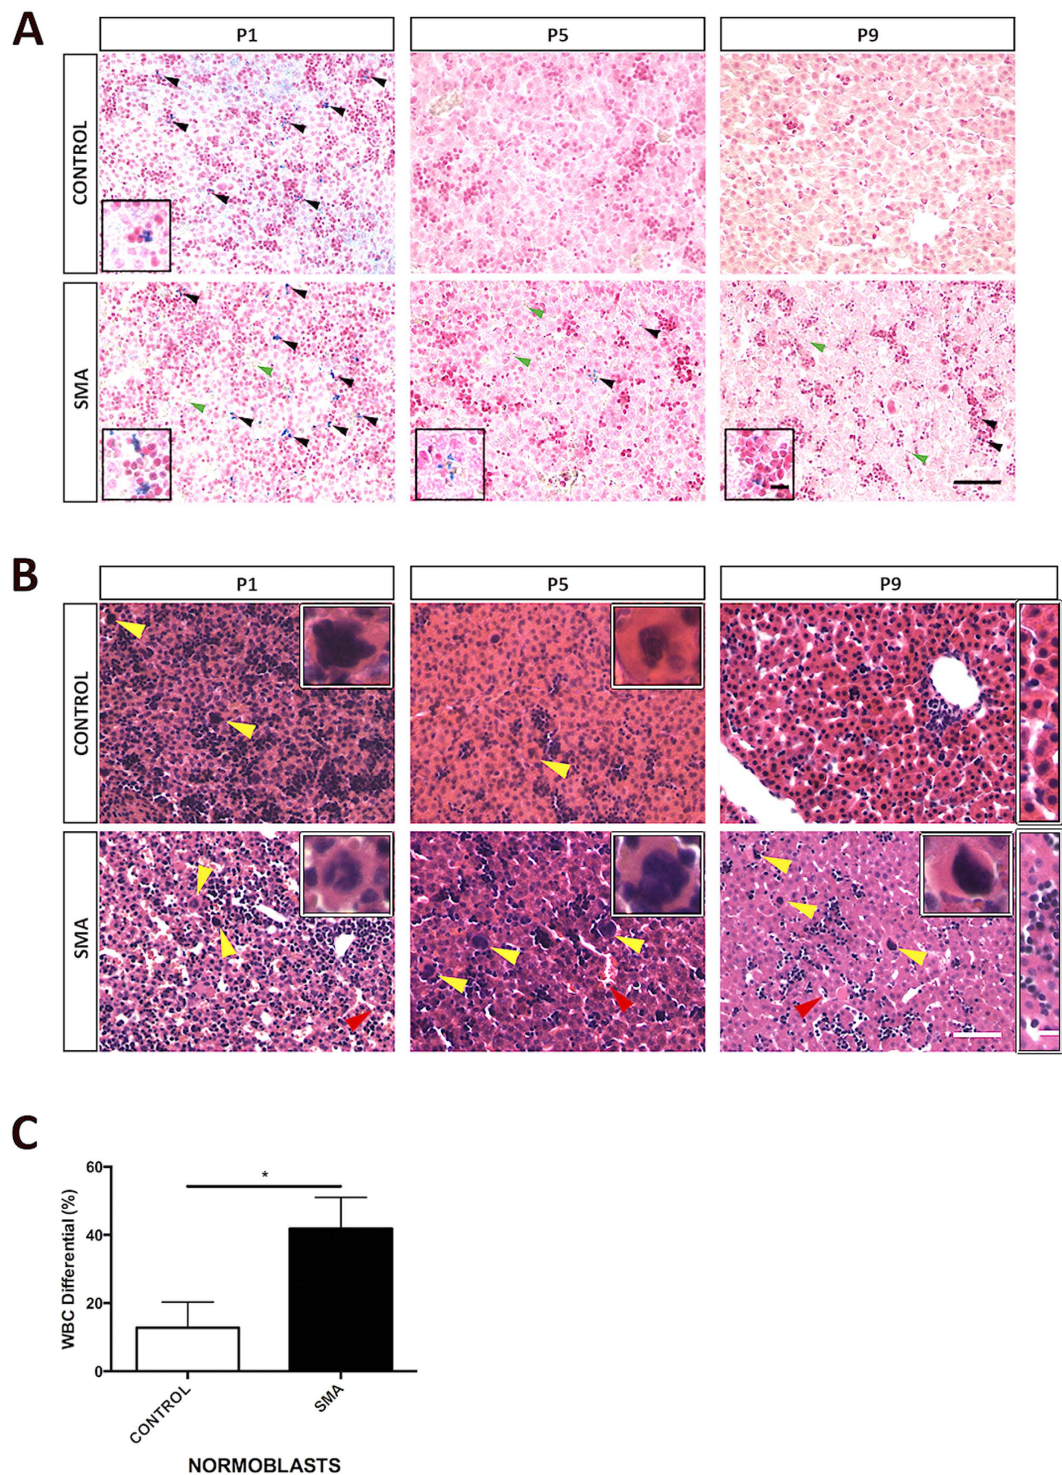 A
P1 P5 P9
CONTROL
SMA
B
P1 P5 P9
CONTROL
SMA
C
60
40
20
0
WBC Differential (%)
*
CONTROL SMA
NORMOBLASTS